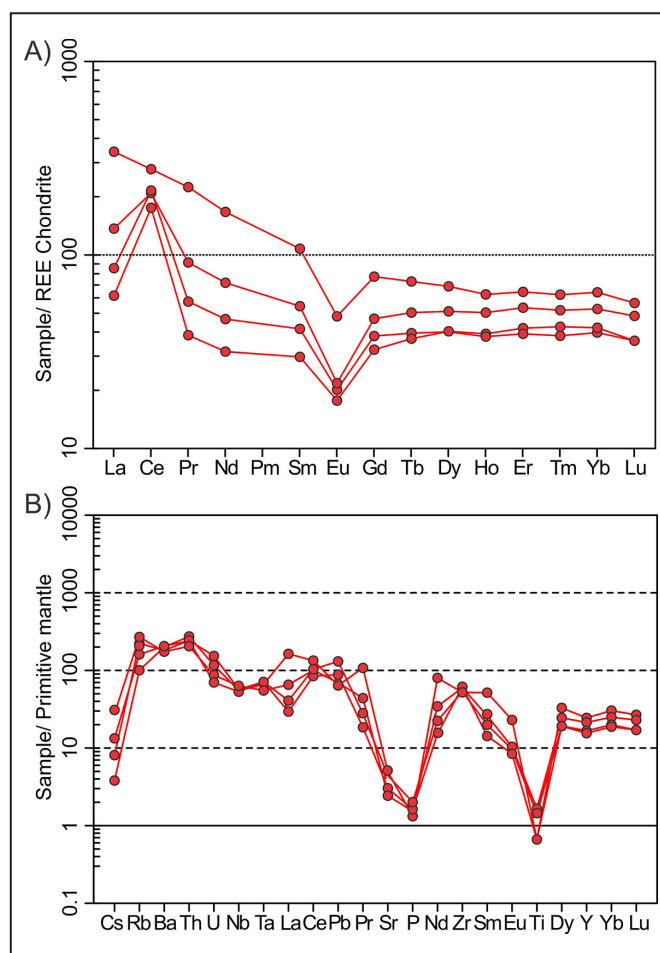 A)
1000
100
10
Sample/ REE Chondrite
La Ce Pr Nd Pm Sm Eu Gd Tb Dy Ho Er Tm Yb Lu
B)
10000
1000
100
10
1
0.1
Sample/ Primitive mantle
Cs Rb Ba Th U Nb Ta La Ce Pb Pr Sr P Nd Zr Sm Eu Ti Dy Y Yb Lu